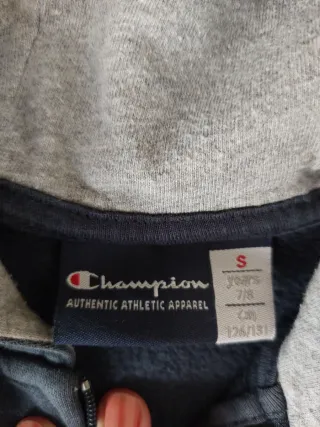 Champion
AUTHENTIC ATHLETIC APPAREL
S
years
7/8
cm
126/131